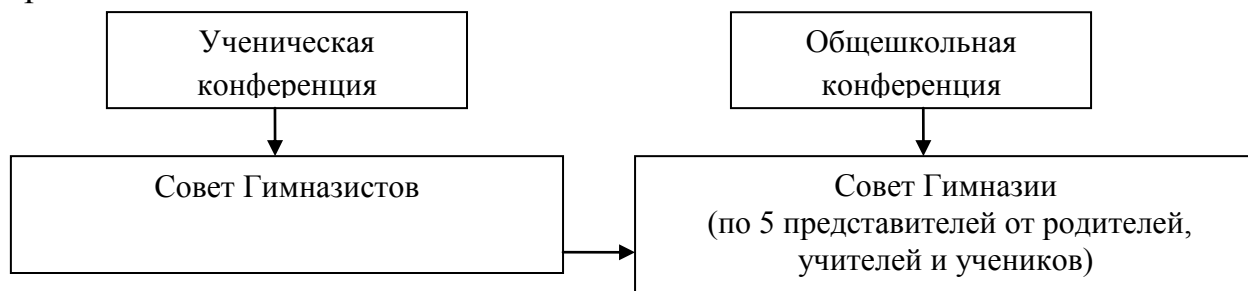 Ученическая
конференция
Общешкольная
конференция
Совет Гимназистов
Совет Гимназии
(по 5 представителей от родителей,
учителей и учеников)